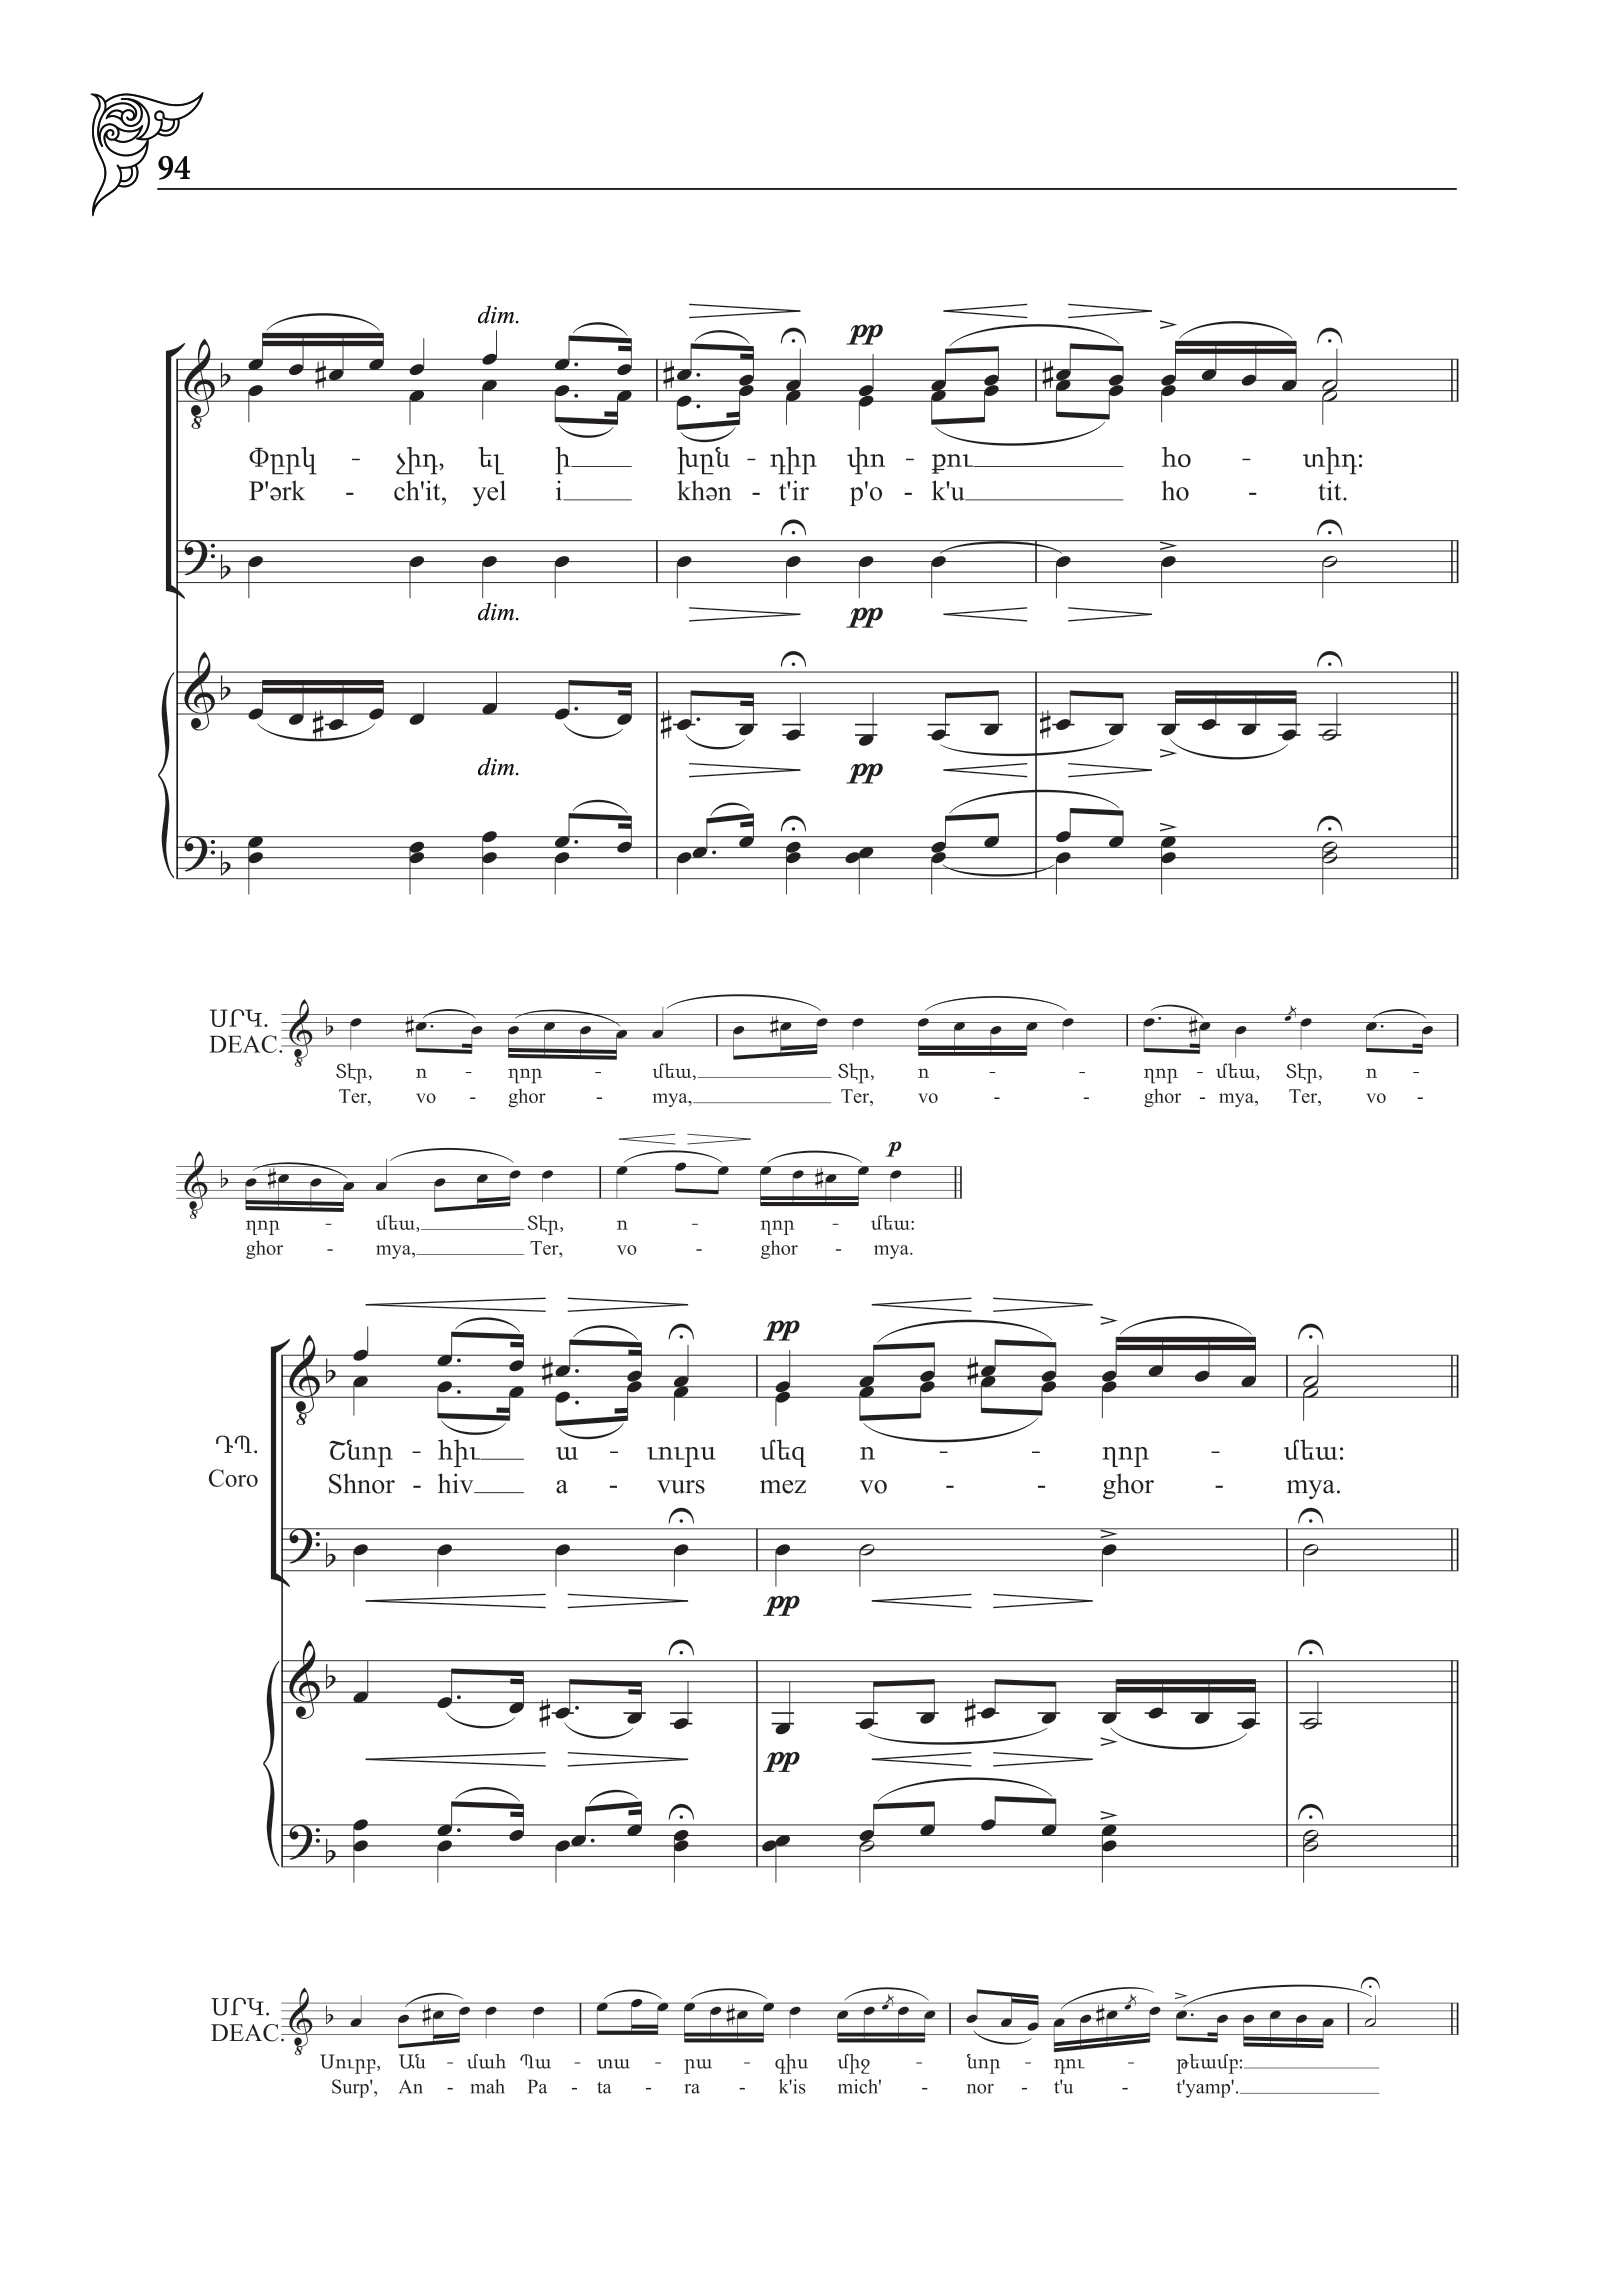 94
dim.
pp
Փըրկ - չիդ, ել ի խըն - դիր փո - քու հո - տիդ:
P'ərk - ch'it, yel i khən - t'ir p'o - k'u ho - tit.
dim. pp
dim. pp
ՍՐԿ.
DEAC.
Տէր, ո - ղոր - մեա, Տէր, ո - - ղոր - մեա, Տէր, ո -
Ter, vo - ghor - mya, Ter, vo - - ghor - mya, Ter, vo -
p
ղոր - մեա, Տէր, ո - ղոր - մեա:
ghor - mya, Ter, vo - ghor - mya.
pp
ԴՊ.
Coro
Շնոր - հիւ ա - ւուրս մեզ ո - - ղոր - մեա:
Shnor - hiv a - vurs mez vo - - ghor - mya.
pp
pp
ՍՐԿ.
DEAC.
Սուրբ, Ան - մահ Պա - տա - րա - գիս միջ - նոր - դու - թեամբ:
Surp', An - mah Pa - ta - ra - k'is mich' - nor - t'u - t'yamp'.